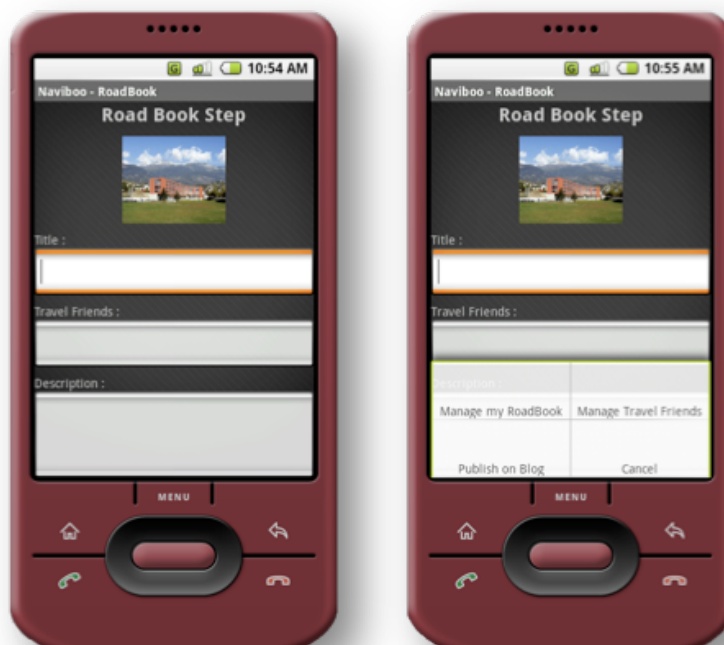 10:54 AM
Naviboo - RoadBook
Road Book Step
Title :
Travel Friends :
Description :
MENU
10:55 AM
Naviboo - RoadBook
Road Book Step
Title :
Travel Friends :
Description :
Manage my RoadBook
Manage Travel Friends
Publish on Blog
Cancel
MENU